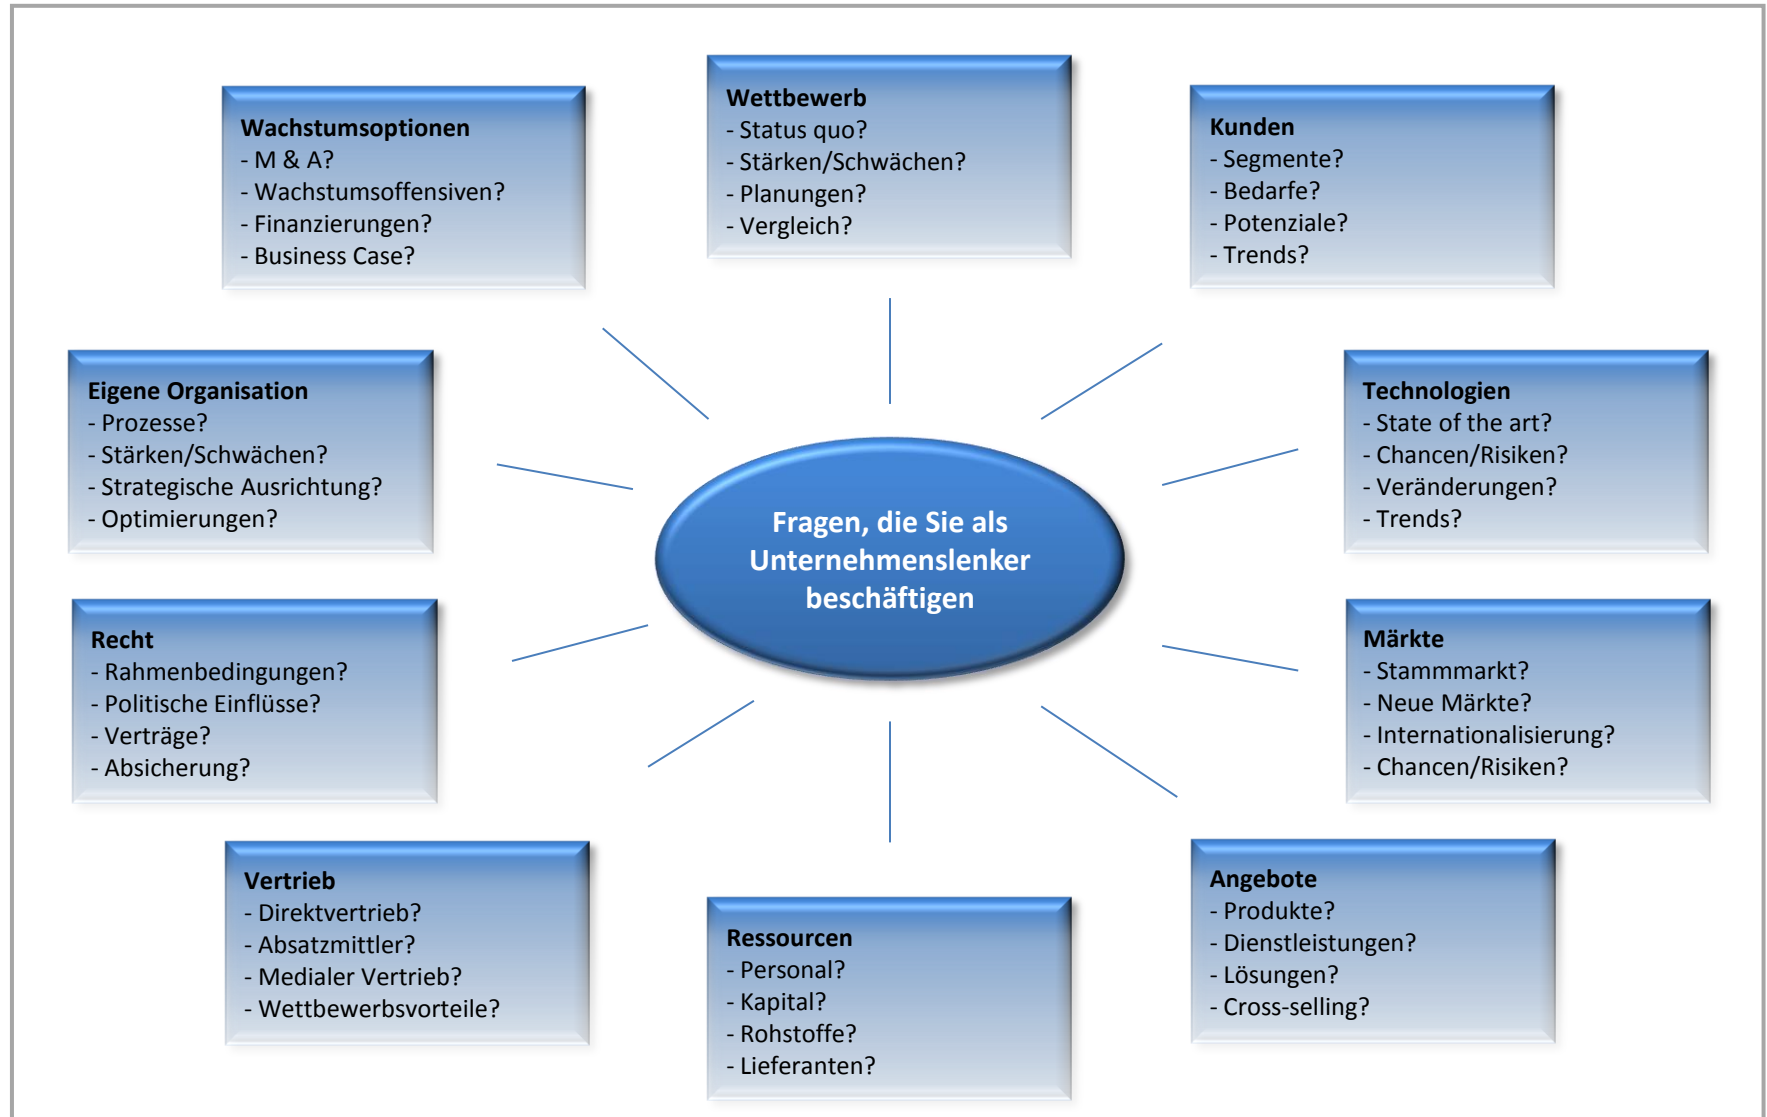 Wachstumsoptionen
- M & A?
- Wachstumsoffensiven?
- Finanzierungen?
- Business Case?
Wettbewerb
- Status quo?
- Stärken/Schwächen?
- Planungen?
- Vergleich?
Kunden
- Segmente?
- Bedarfe?
- Potenziale?
- Trends?
Eigene Organisation
- Prozesse?
- Stärken/Schwächen?
- Strategische Ausrichtung?
- Optimierungen?
Fragen, die Sie als
Unternehmenslenker
beschäftigen
Technologien
- State of the art?
- Chancen/Risiken?
- Veränderungen?
- Trends?
Recht
- Rahmenbedingungen?
- Politische Einflüsse?
- Verträge?
- Absicherung?
Märkte
- Stammmarkt?
- Neue Märkte?
- Internationalisierung?
- Chancen/Risiken?
Vertrieb
- Direktvertrieb?
- Absatzmittler?
- Medialer Vertrieb?
- Wettbewerbsvorteile?
Ressourcen
- Personal?
- Kapital?
- Rohstoffe?
- Lieferanten?
Angebote
- Produkte?
- Dienstleistungen?
- Lösungen?
- Cross-selling?